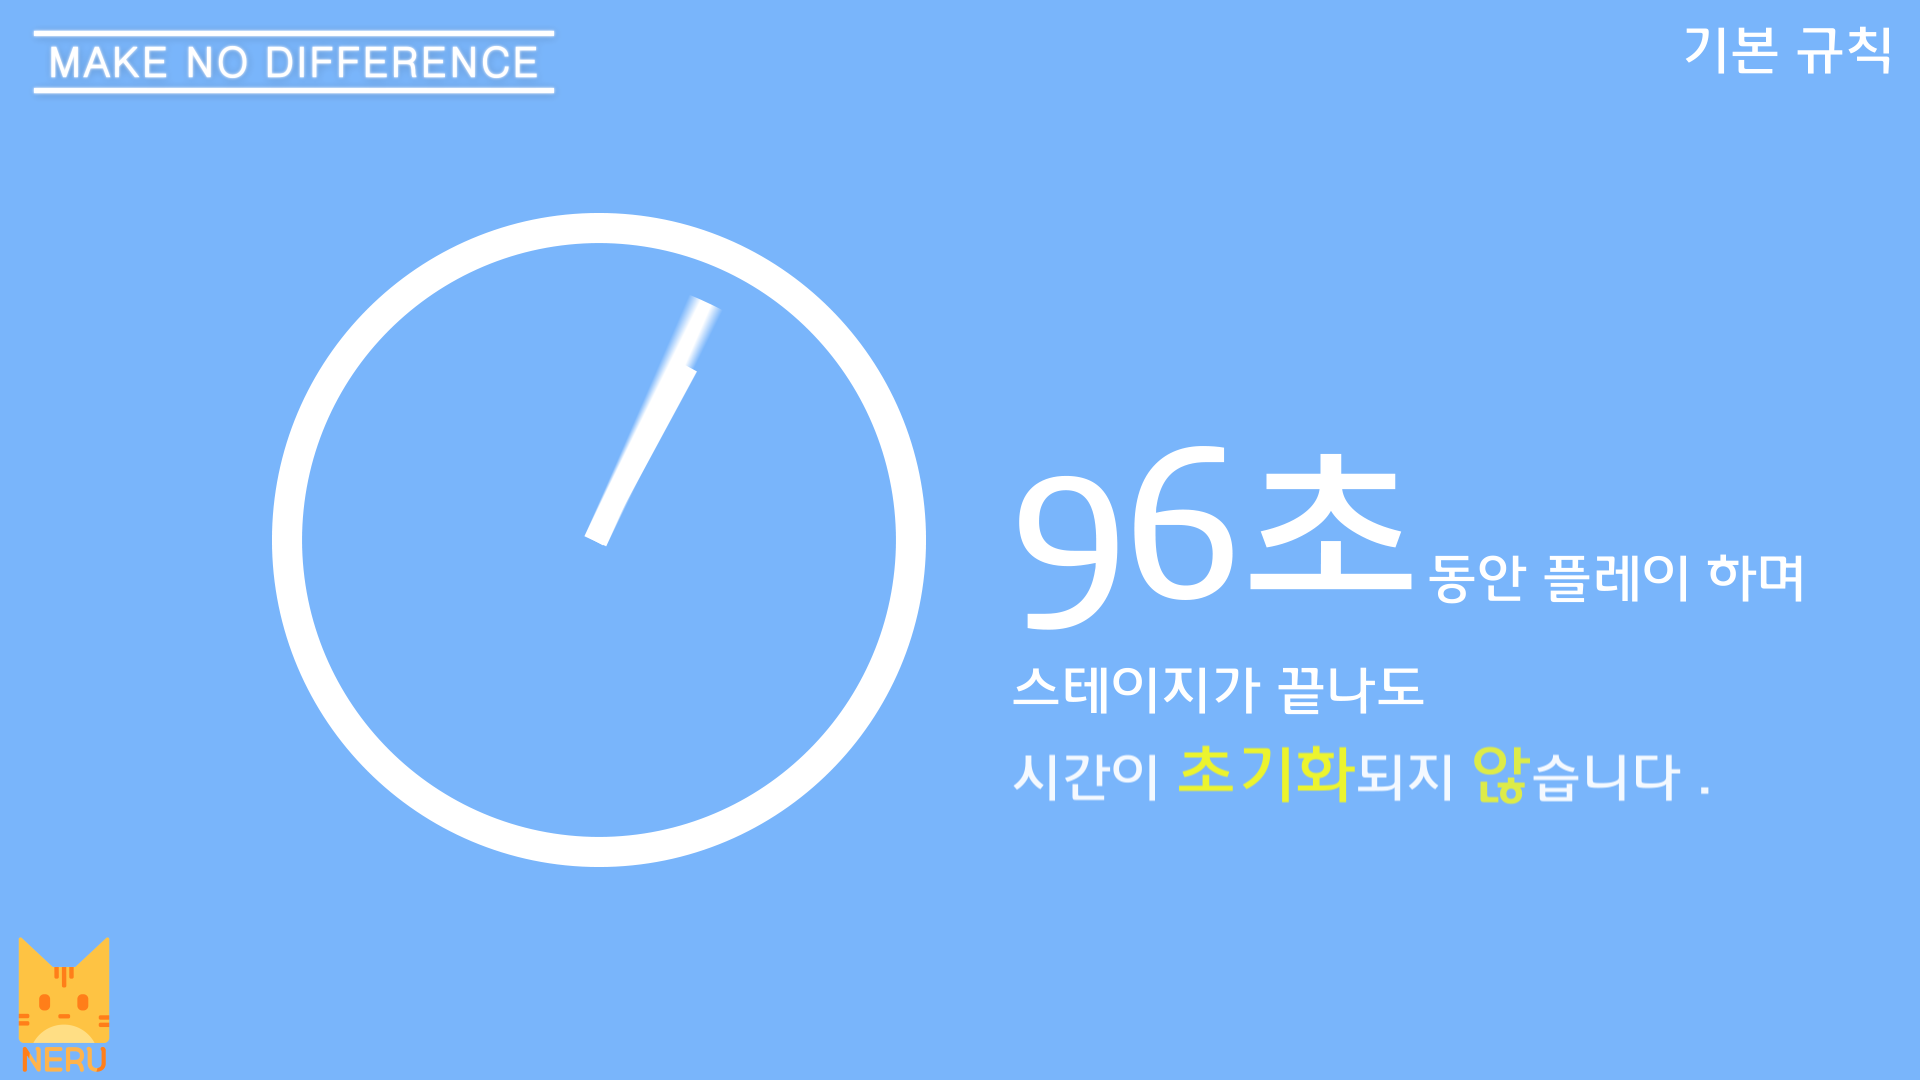 MAKE NO DIFFERENCE
기본 규칙
96초 동안 플레이 하며
스테이지가 끝나도
시간이 초기화되지 않습니다 .
NERU